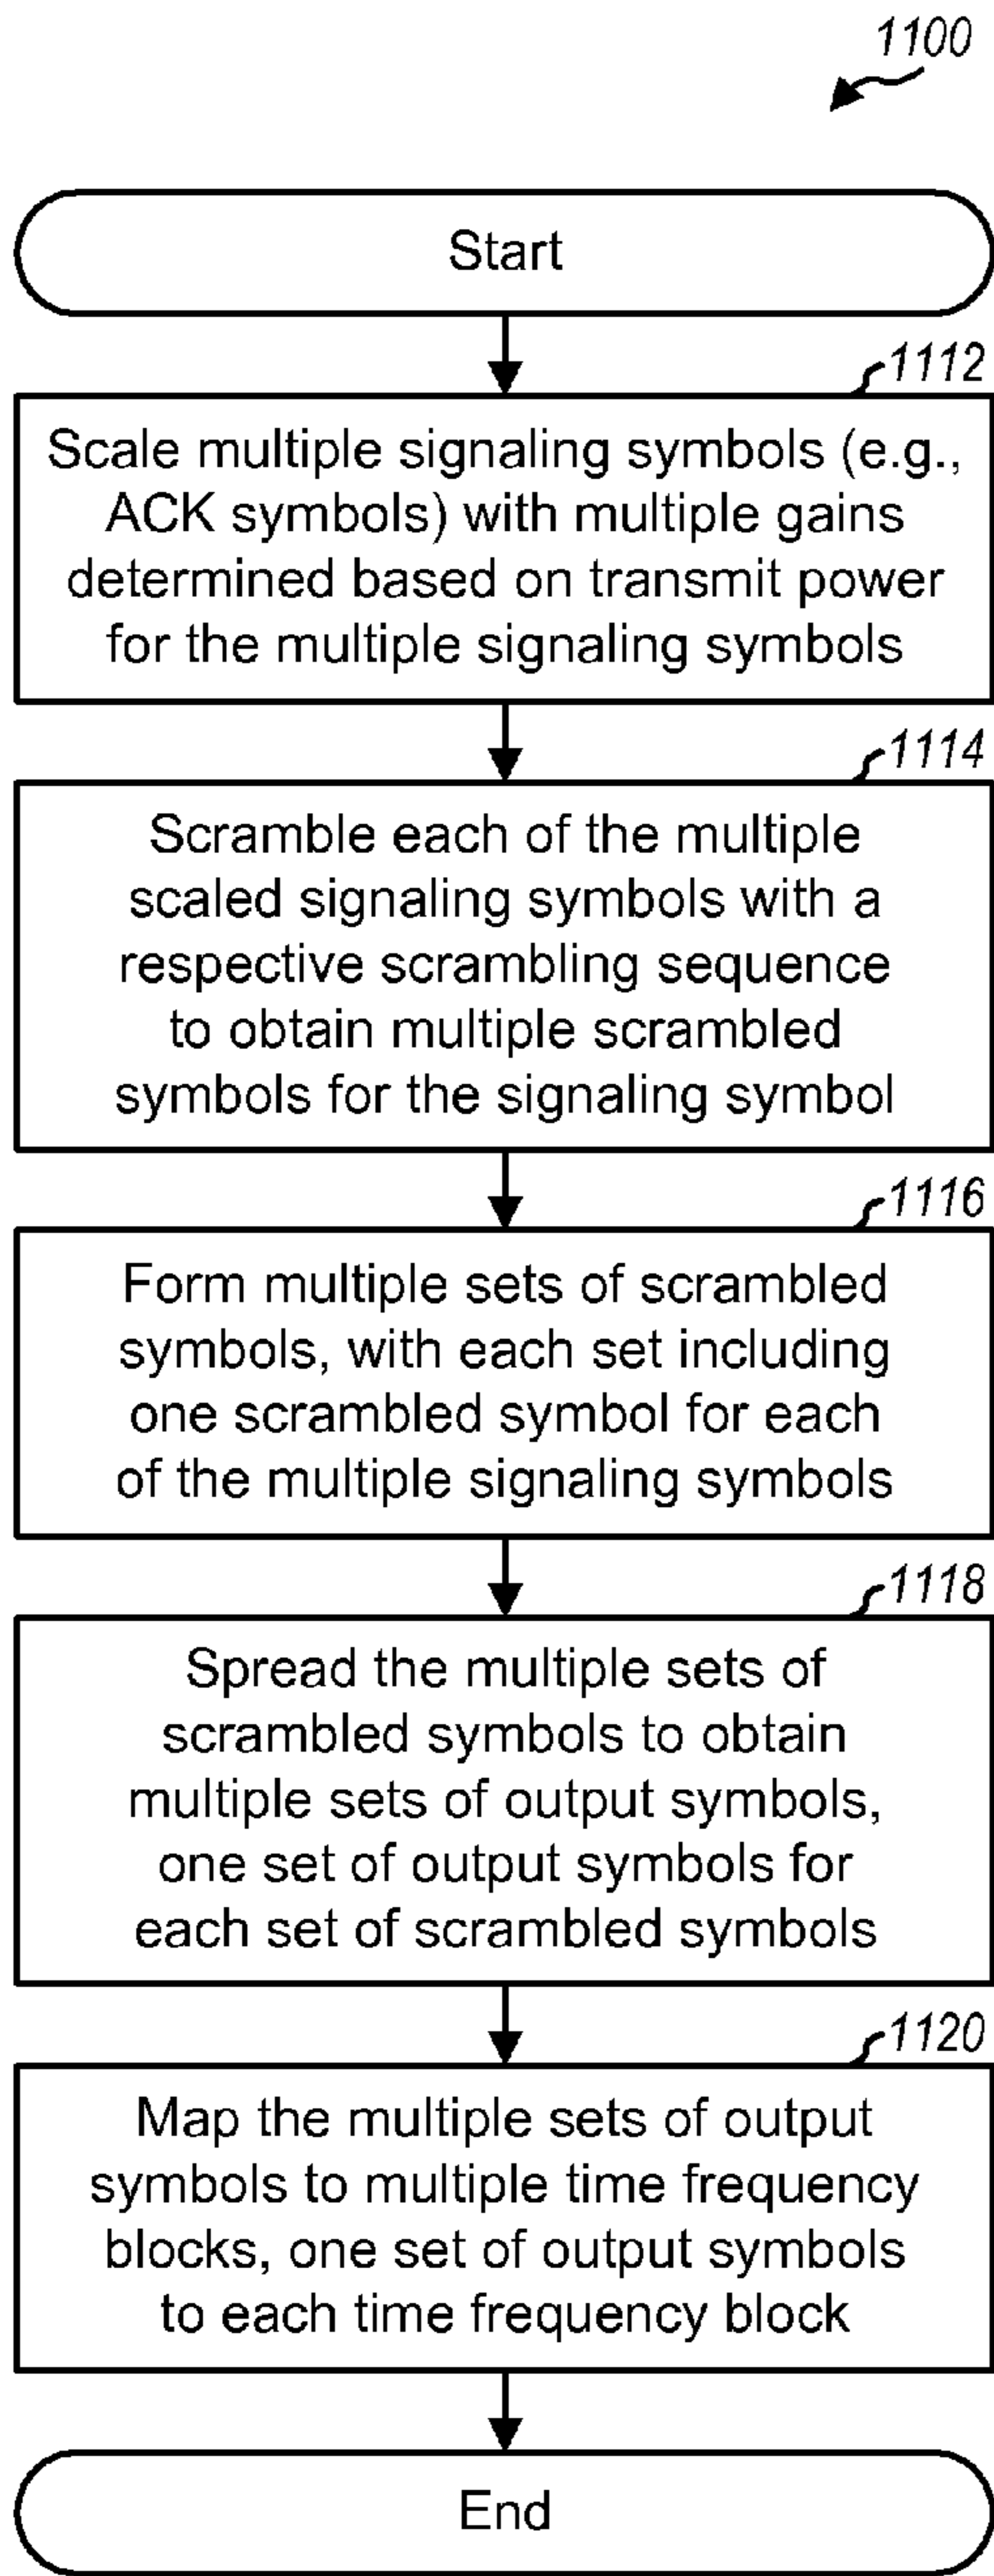 1100
Start
1112
Scale multiple signaling symbols (e.g.,
ACK symbols) with multiple gains
determined based on transmit power
for the multiple signaling symbols
1114
Scramble each of the multiple
scaled signaling symbols with a
respective scrambling sequence
to obtain multiple scrambled
symbols for the signaling symbol
1116
Form multiple sets of scrambled
symbols, with each set including
one scrambled symbol for each
of the multiple signaling symbols
1118
Spread the multiple sets of
scrambled symbols to obtain
multiple sets of output symbols,
one set of output symbols for
each set of scrambled symbols
1120
Map the multiple sets of output
symbols to multiple time frequency
blocks, one set of output symbols
to each time frequency block
End